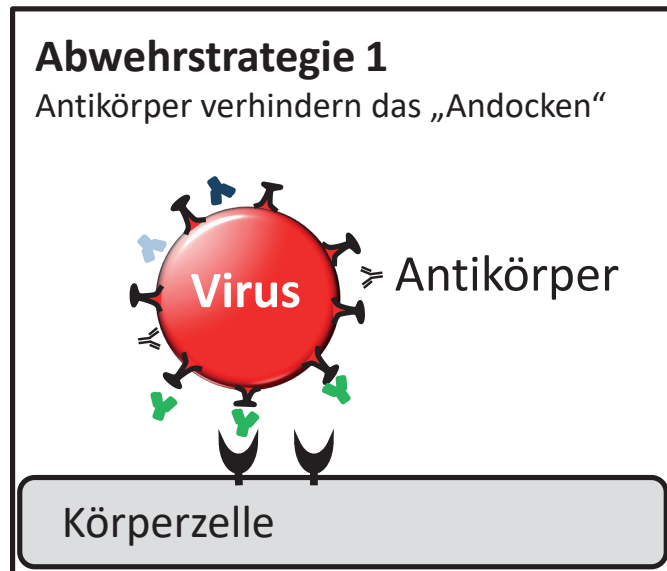 Abwehrstrategie 1
Antikörper verhindern das „Andocken“
Virus
Antikörper
Körperzelle